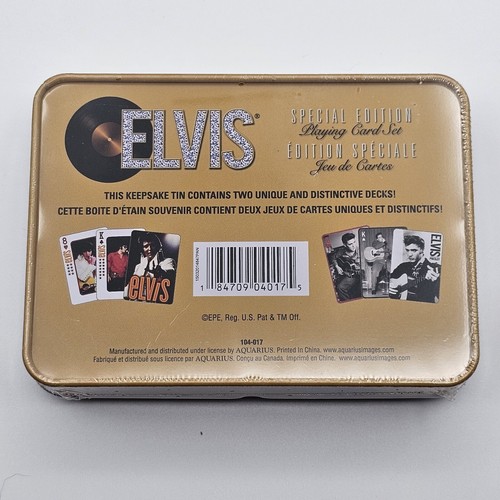 ELVIS®
SPECIAL EDITION
Playing Card Set
ÉDITION SPÉCIALE
Jeu de Cartes
THIS KEEPSAKE TIN CONTAINS TWO UNIQUE AND DISTINCTIVE DECKS!
CETTE BOITE D'ÉTAIN SOUVENIR CONTIENT DEUX JEUX DE CARTES UNIQUES ET DISTINCTIFS!
8
ELVIS
K
ELVIS
1 84709 04017 5
©EPE, Reg. U.S. Pat & TM Off.
104-017
Manufactured and distributed under license by AQUARIUS. Printed in China. www.aquariusimages.com
Fabriqué et distribué sous licence par AQUARIUS. Conçu au Canada. Imprimé en China. www.aquariusimages.com